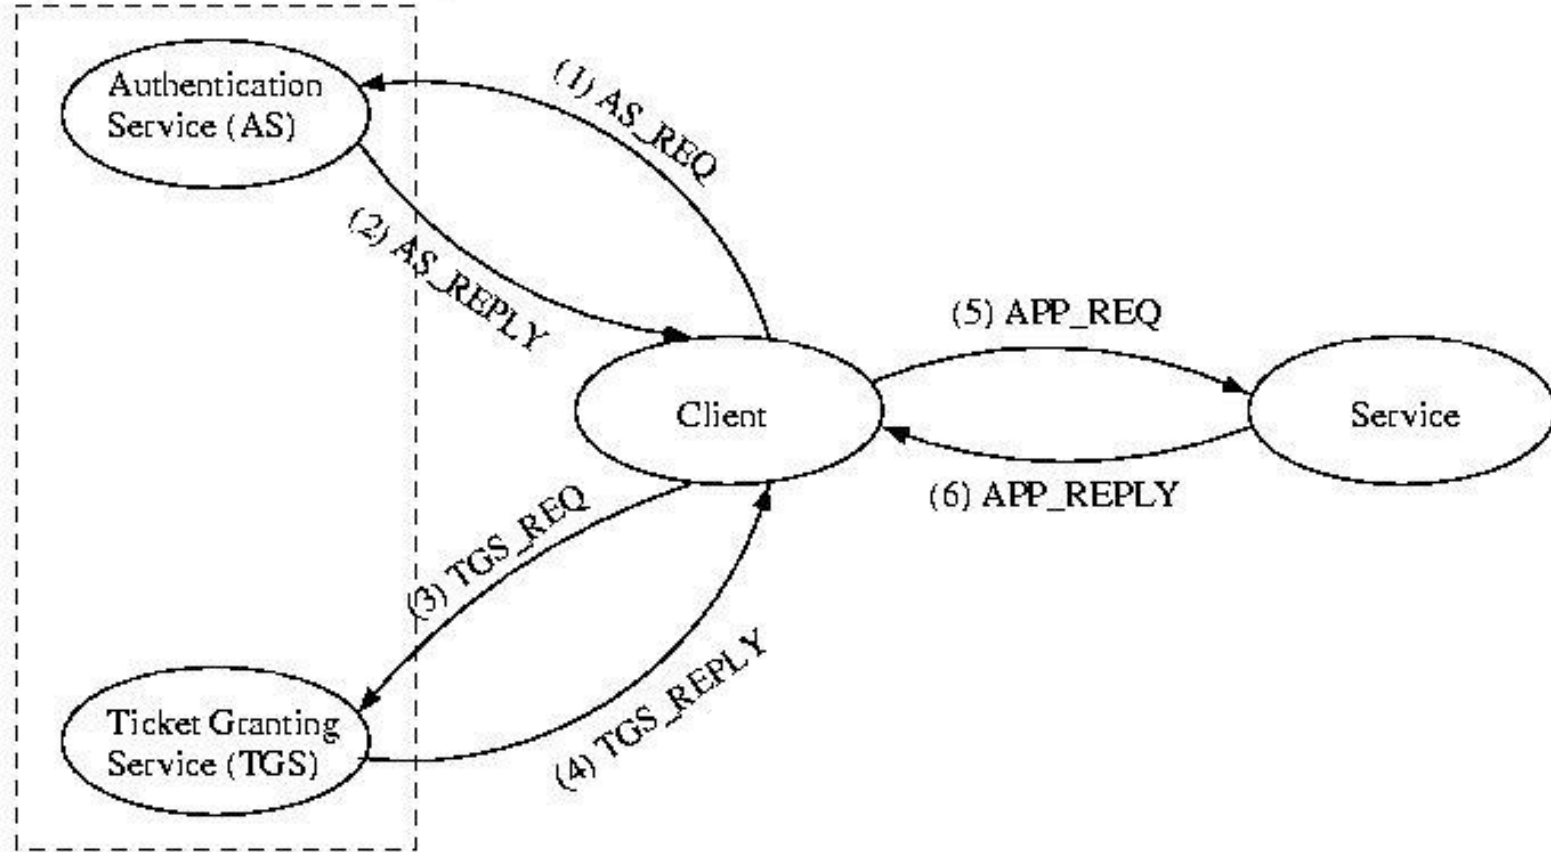 Authentication
Service (AS)
(1) AS_REQ
(2) AS_REPLY
(5) APP_REQ
Client
Service
(6) APP_REPLY
(3) TGS_REQ
(4) TGS_REPLY
Ticket Granting
Service (TGS)